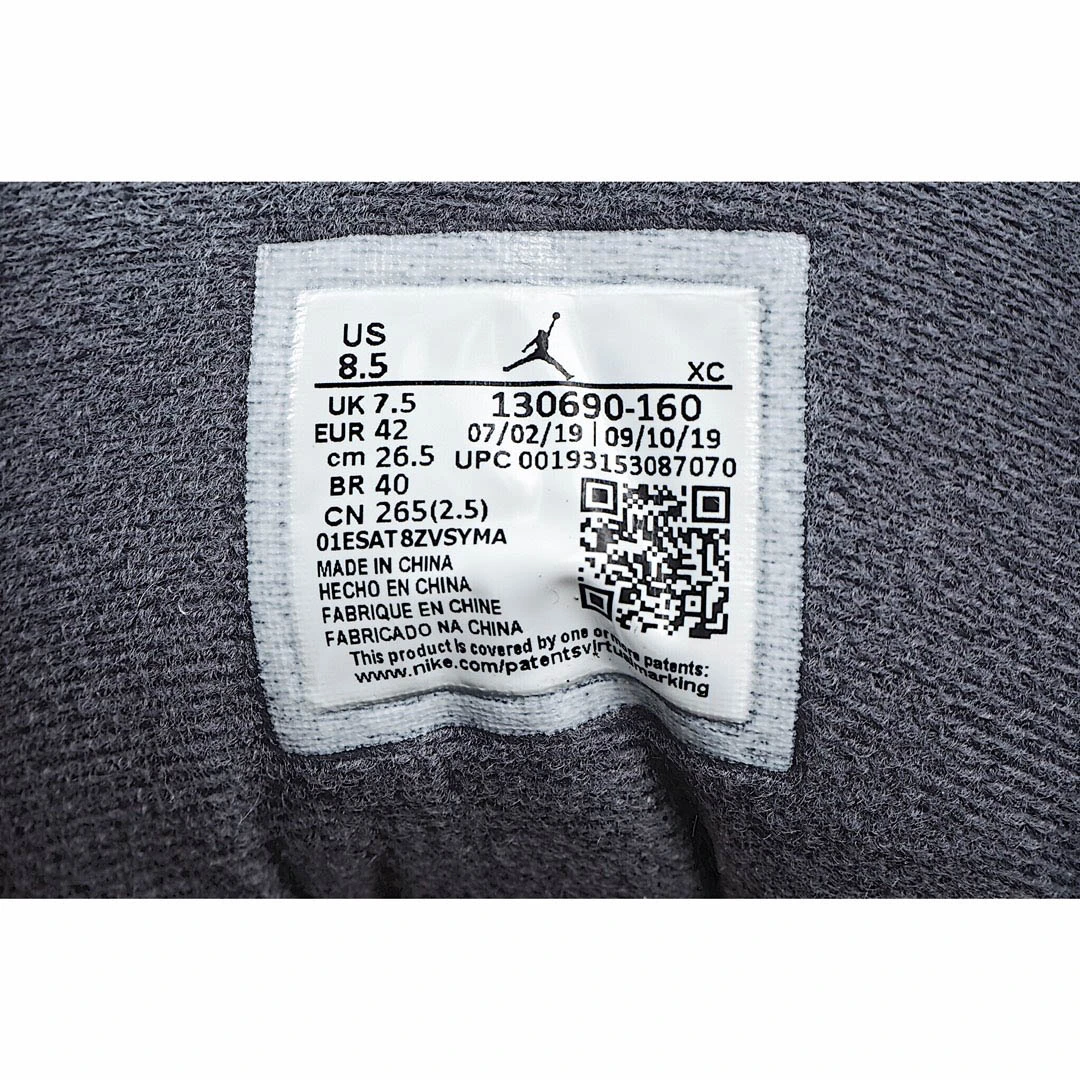 US
8.5
XC
UK 7.5
EUR 42
cm 26.5
BR 40
CN 265(2.5)
130690-160
07/02/19 | 09/10/19
UPC 00193153087070
01ESAT8ZVSYMA
MADE IN CHINA
HECHO EN CHINA
FABRIQUE EN CHINE
FABRICADO NA CHINA
This product is covered by one or more patents:
www.nike.com/patentsvirtualmarking